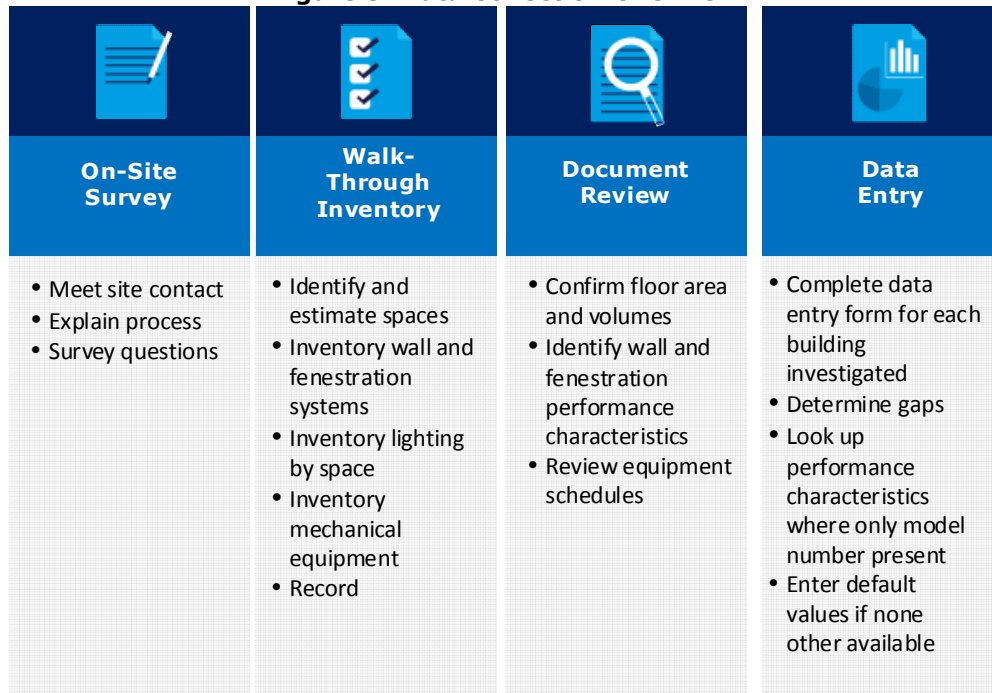 On-Site
Survey
• Meet site contact
• Explain process
• Survey questions
Walk-
Through
Inventory
• Identify and
estimate spaces
• Inventory wall and
fenestration
systems
• Inventory lighting
by space
• Inventory
mechanical
equipment
• Record
Document
Review
• Confirm floor area
and volumes
• Identify wall and
fenestration
performance
characteristics
• Review equipment
schedules
Data
Entry
• Complete data
entry form for each
building
investigated
• Determine gaps
• Look up
performance
characteristics
where only model
number present
• Enter default
values if none
other available